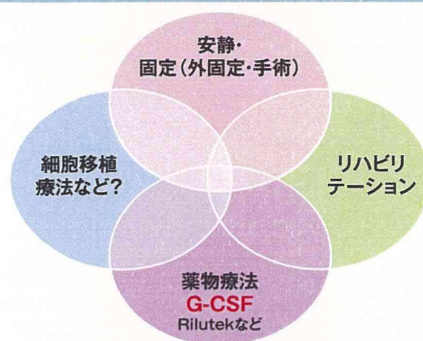 安静・
固定(外固定・手術)
細胞移植
療法など?
リハビリ
テーション
薬物療法
G-CSF
Rilutekなど